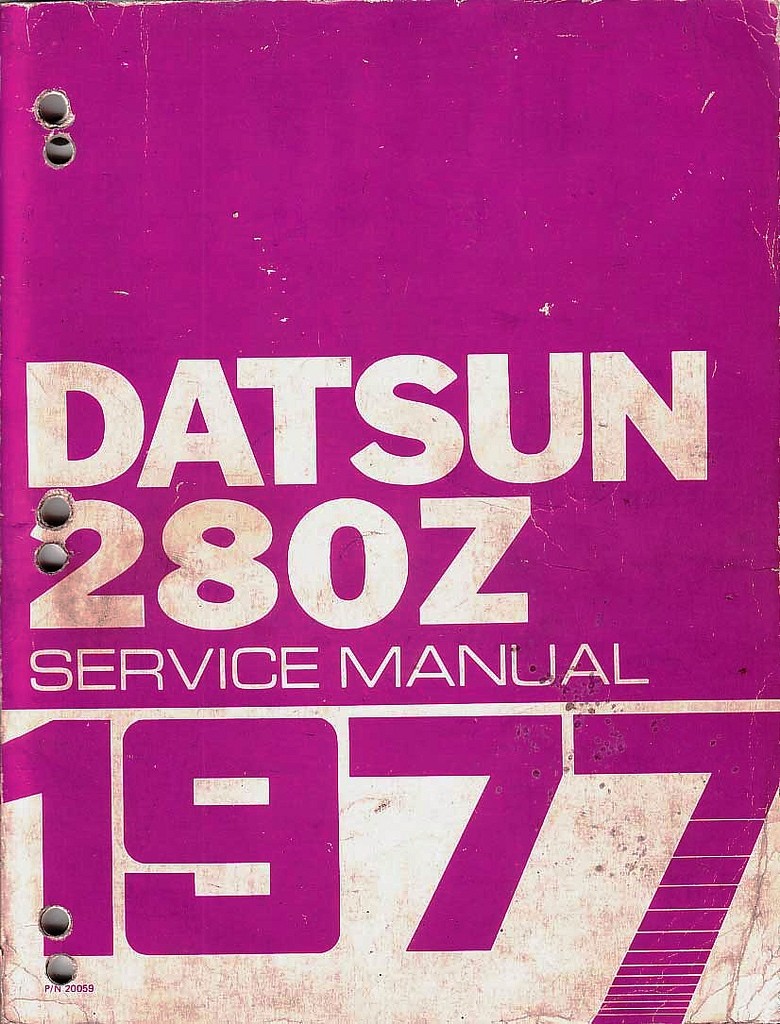 DATSUN
280Z
SERVICE MANUAL
1977
P/N 20059